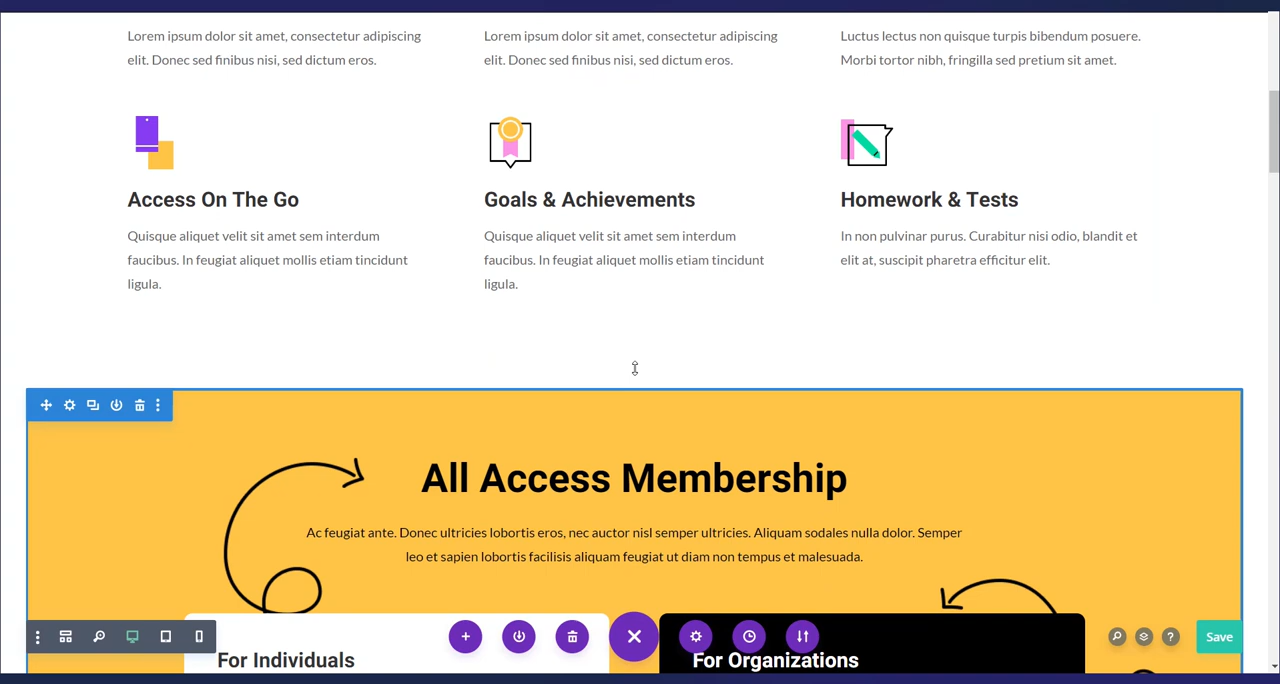 Lorem ipsum dolor sit amet, consectetur adipiscing
elit. Donec sed finibus nisi, sed dictum eros.
Lorem ipsum dolor sit amet, consectetur adipiscing
elit. Donec sed finibus nisi, sed dictum eros.
Luctus lectus non quisque turpis bibendum posuere.
Morbi tortor nibh, fringilla sed pretium sit amet.
Access On The Go
Quisque aliquet velit sit amet sem interdum
faucibus. In feugiat aliquet mollis etiam tincidunt
ligula.
Goals & Achievements
Quisque aliquet velit sit amet sem interdum
faucibus. In feugiat aliquet mollis etiam tincidunt
ligula.
Homework & Tests
In non pulvinar purus. Curabitur nisi odio, blandit et
elit at, suscipit pharetra efficitur elit.
All Access Membership
Ac feugiat ante. Donec ultricies lobortis eros, nec auctor nisl semper ultricies. Aliquam sodales nulla dolor. Semper
leo et sapien lobortis facilisis aliquam feugiat ut diam non tempus et malesuada.
For Individuals
For Organizations
Save